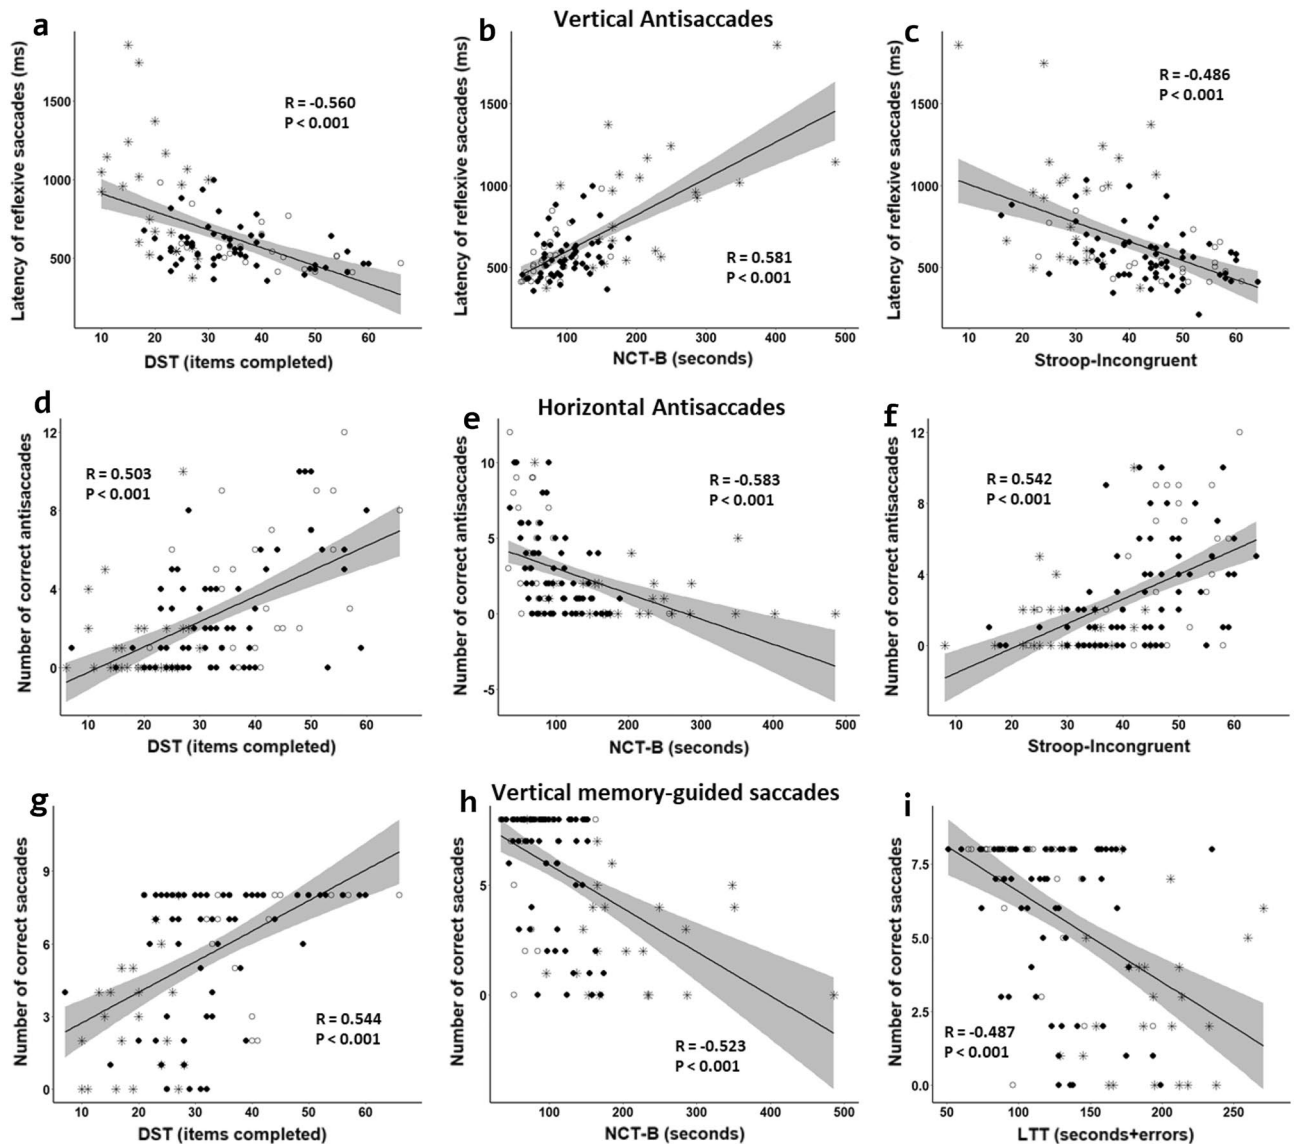 Vertical Antisaccades
a
Latency of reflexive saccades (ms)
1500
1000
500
R = -0.560
P < 0.001
10 20 30 40 50 60
DST (items completed)
b
Latency of reflexive saccades (ms)
1500
1000
500
R = 0.581
P < 0.001
100 200 300 400 500
NCT-B (seconds)
c
Latency of reflexive saccades (ms)
1500
1000
500
R = -0.486
P < 0.001
10 20 30 40 50 60
Stroop-Incongruent
Horizontal Antisaccades
d
Number of correct antisaccades
12
8
4
0
R = 0.503
P < 0.001
10 20 30 40 50 60
DST (items completed)
e
Number of correct antisaccades
10
5
0
-5
R = -0.583
P < 0.001
100 200 300 400 500
NCT-B (seconds)
f
Number of correct antisaccades
12
8
4
0
R = 0.542
P < 0.001
10 20 30 40 50 60
Stroop-Incongruent
Vertical memory-guided saccades
g
Number of correct saccades
9
6
3
0
R = 0.544
P < 0.001
10 20 30 40 50 60
DST (items completed)
h
Number of correct saccades
5
0
R = -0.523
P < 0.001
100 200 300 400 500
NCT-B (seconds)
i
Number of correct saccades
7.5
5.0
2.5
0.0
R = -0.487
P < 0.001
50 100 150 200 250
LTT (seconds+errors)